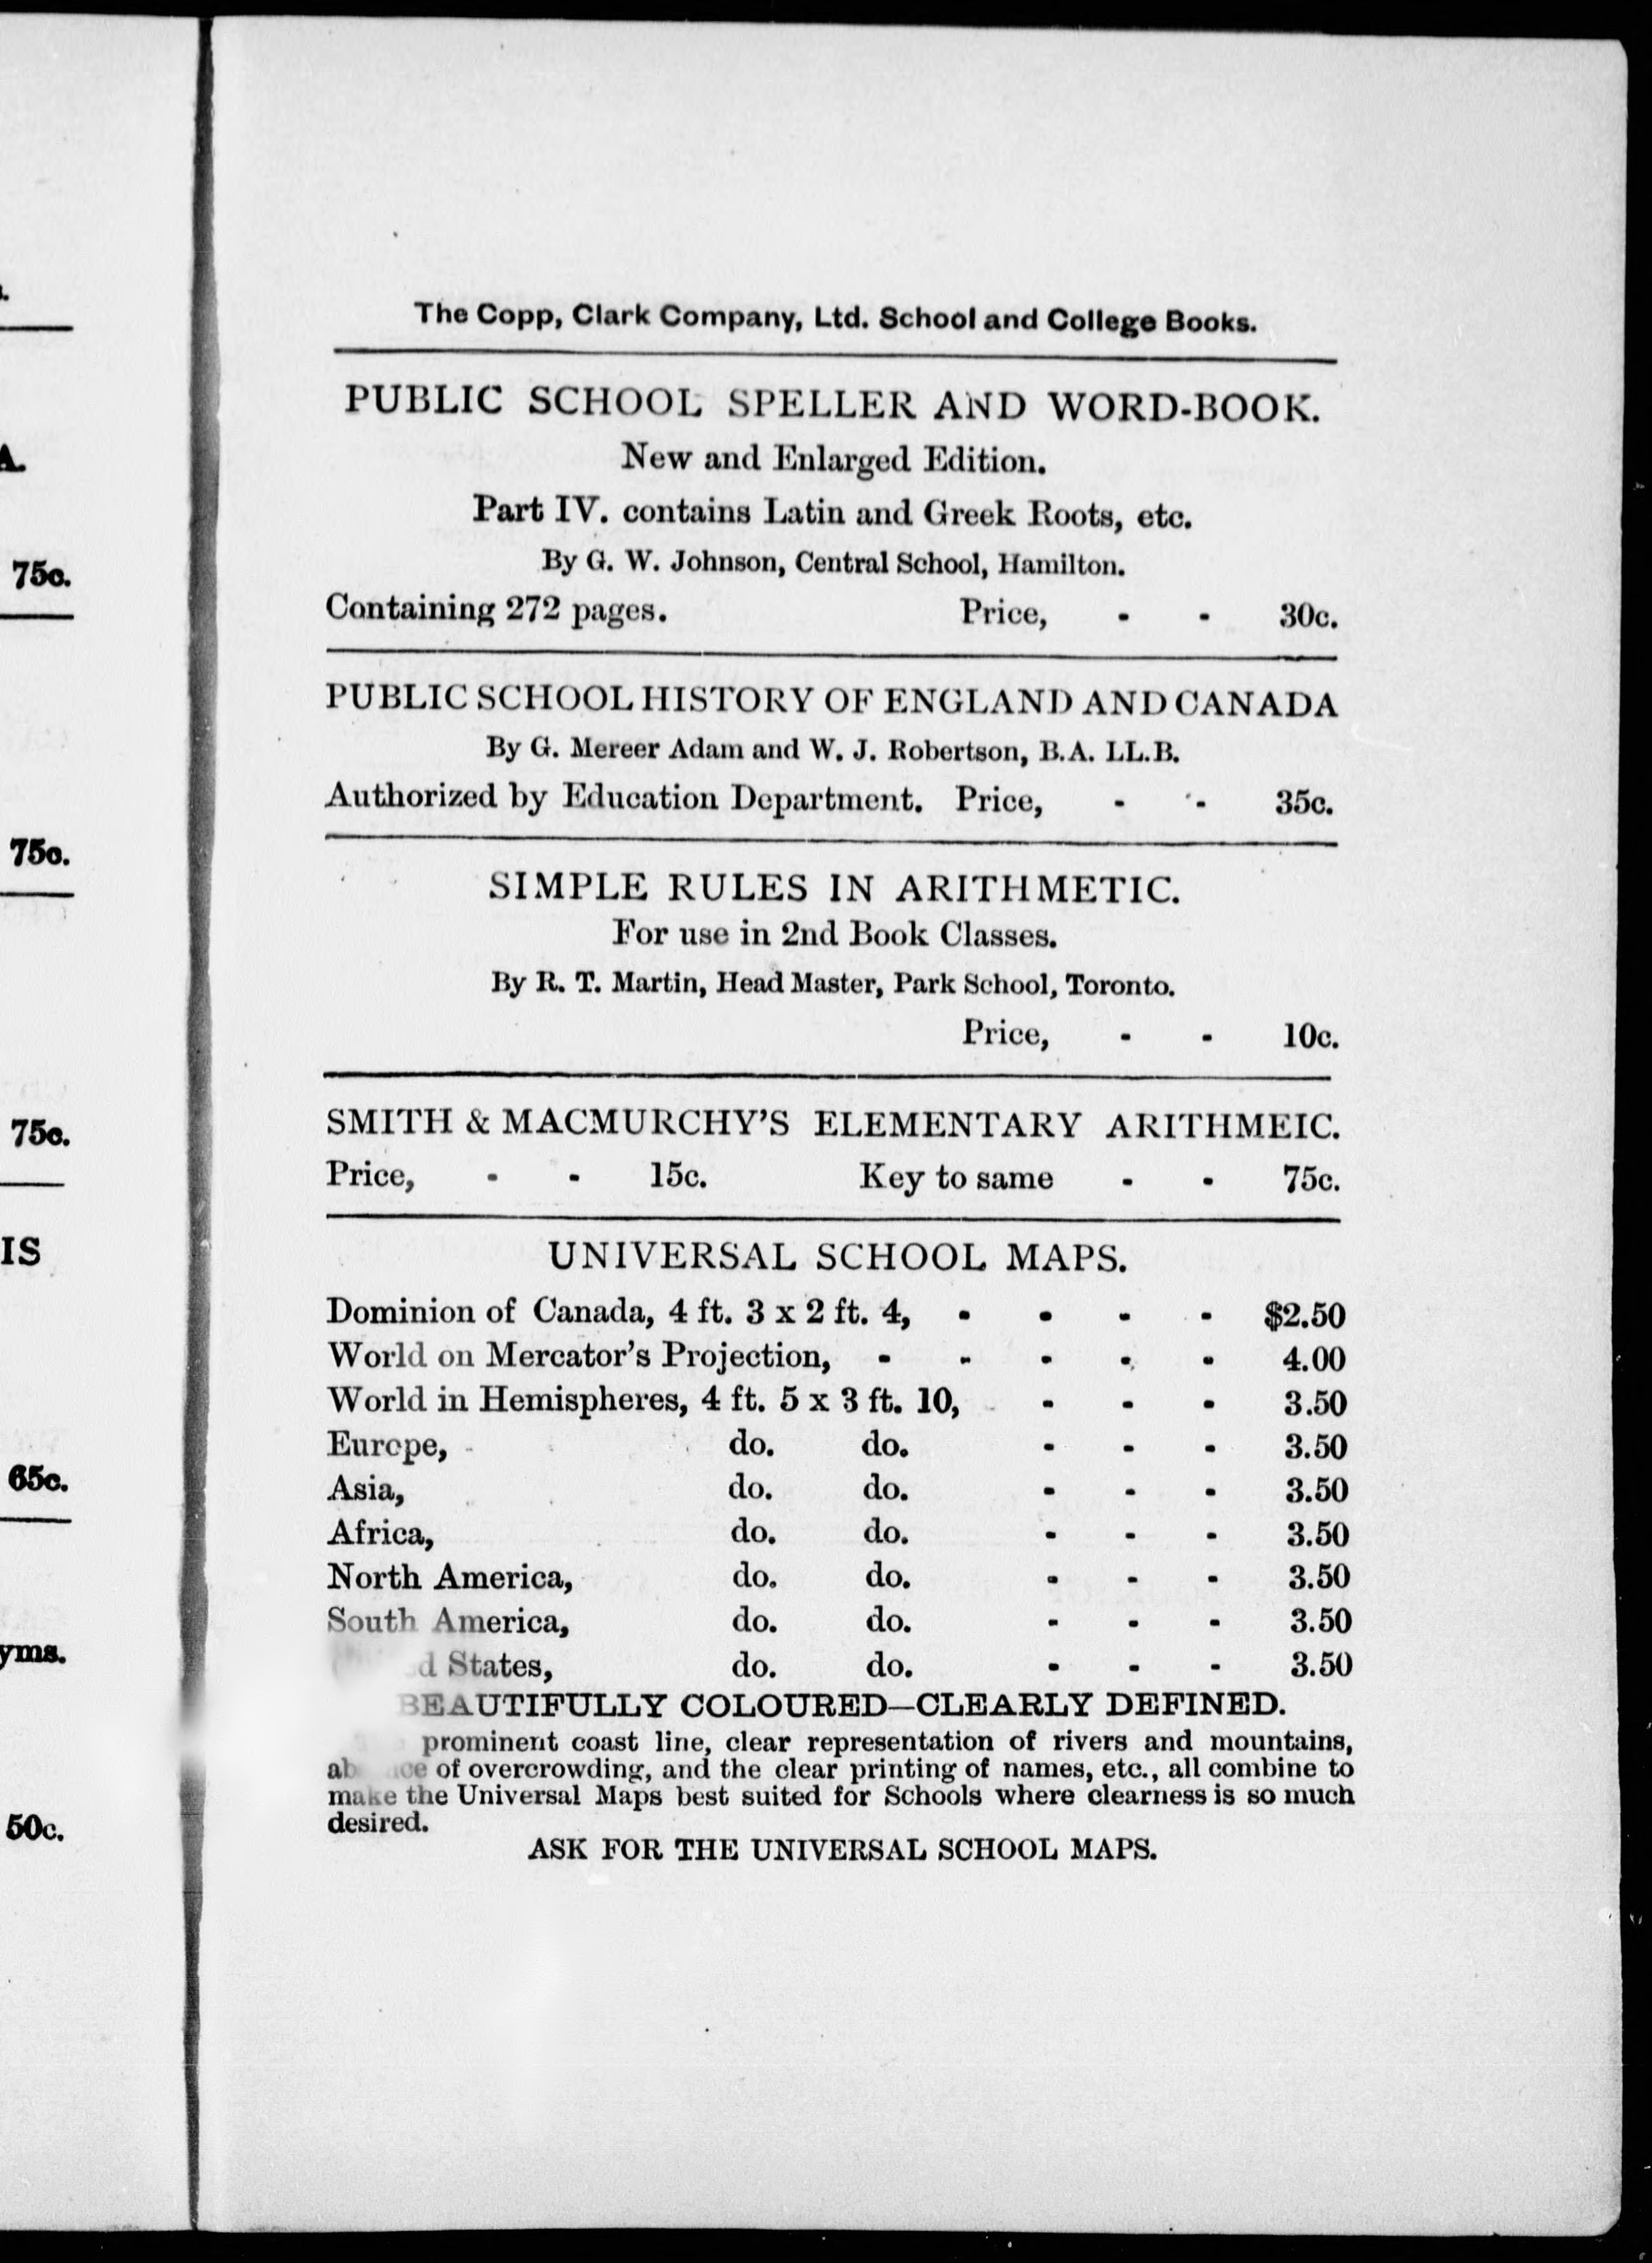 .
A.
75c.
75c.
75c.
IS
65c.
yms.
50c.
The Copp, Clark Company, Ltd. School and College Books.
PUBLIC SCHOOL SPELLER AND WORD-BOOK.
New and Enlarged Edition.
Part IV. contains Latin and Greek Roots, etc.
By G. W. Johnson, Central School, Hamilton.
Containing 272 pages. Price, - - 30c.
PUBLIC SCHOOL HISTORY OF ENGLAND AND CANADA
By G. Mereer Adam and W. J. Robertson, B.A. LL.B.
Authorized by Education Department. Price, - - 35c.
SIMPLE RULES IN ARITHMETIC.
For use in 2nd Book Classes.
By R. T. Martin, Head Master, Park School, Toronto.
Price, - - 10c.
SMITH & MACMURCHY'S ELEMENTARY ARITHMEIC.
Price, - - 15c. Key to same - - 75c.
UNIVERSAL SCHOOL MAPS.
Dominion of Canada, 4 ft. 3 x 2 ft. 4, - - - - $2.50
World on Mercator's Projection, - - - - - 4.00
World in Hemispheres, 4 ft. 5 x 3 ft. 10, - - - 3.50
Europe, do. do. - - - 3.50
Asia, do. do. - - - 3.50
Africa, do. do. - - - 3.50
North America, do. do. - - - 3.50
South America, do. do. - - - 3.50
States, do. do. - - - 3.50
BEAUTIFULLY COLOURED—CLEARLY DEFINED.
prominent coast line, clear representation of rivers and mountains,
of overcrowding, and the clear printing of names, etc., all combine to
make the Universal Maps best suited for Schools where clearness is so much
desired.
ASK FOR THE UNIVERSAL SCHOOL MAPS.